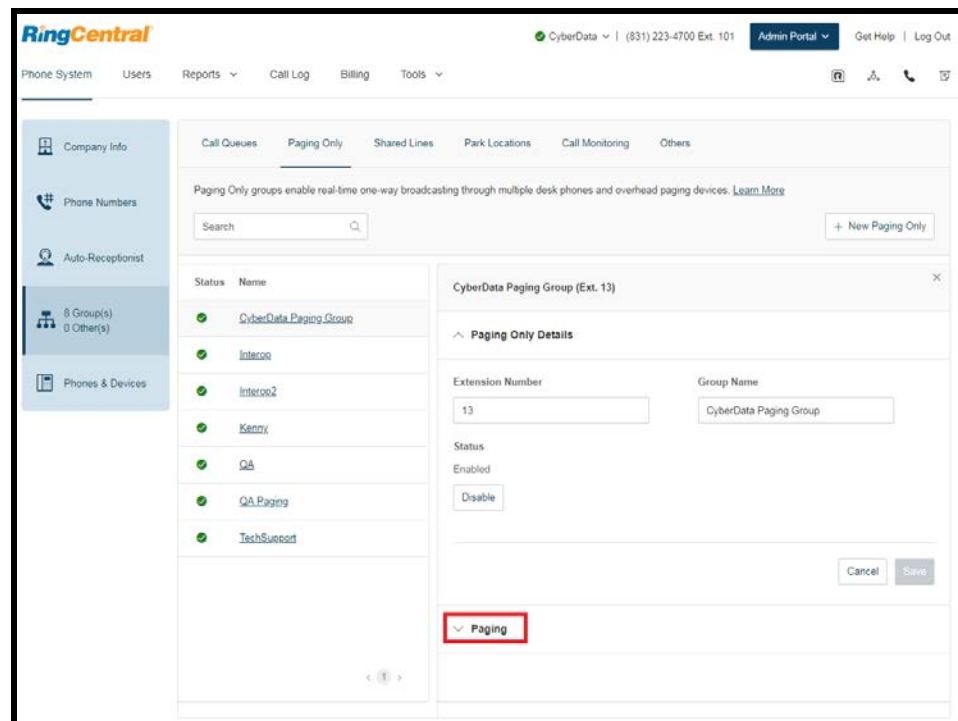 RingCentral
CyberData | (831) 223-4700 Ext. 101 Admin Portal Get Help | Log Out
Phone System Users Reports Call Log Billing Tools
Company Info
Phone Numbers
Auto-Receptionist
8 Group(s)
0 Other(s)
Phones & Devices
Call Queues Paging Only Shared Lines Park Locations Call Monitoring Others
Paging Only groups enable real-time one-way broadcasting through multiple desk phones and overhead paging devices. Learn More
Search
+ New Paging Only
Status Name
CyberData Paging Group
Interop
Interop2
Kenny
QA
QA Paging
TechSupport
< 1 >
CyberData Paging Group (Ext. 13)
Paging Only Details
Extension Number Group Name
13 CyberData Paging Group
Status
Enabled
Disable
Cancel Save
Paging